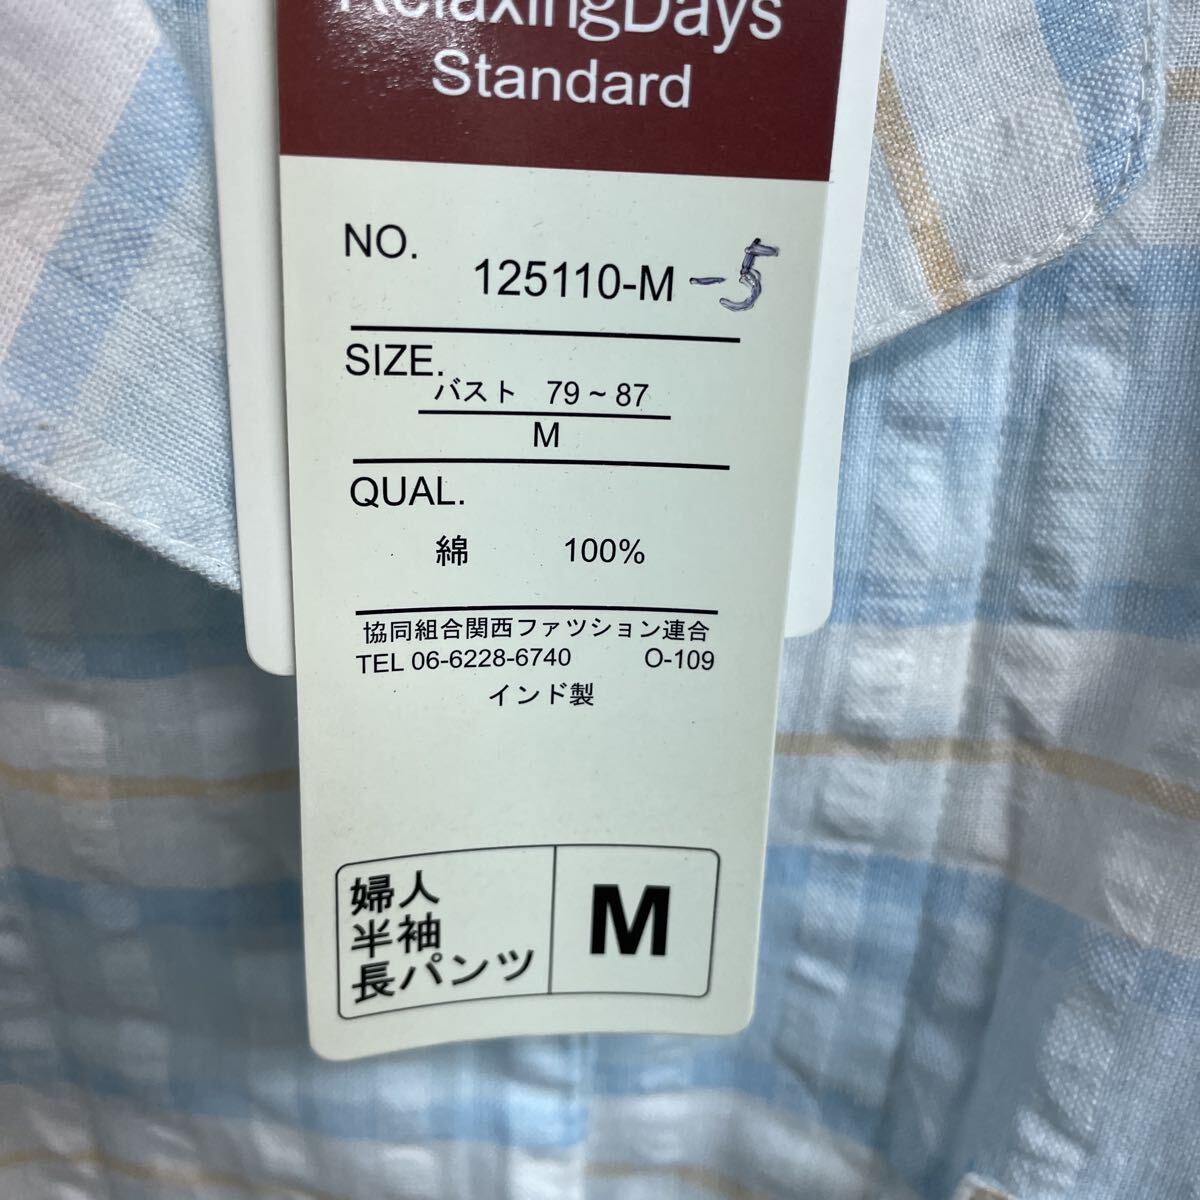 RelaxingDays
Standard
NO.
125110-M -5
SIZE.
バスト 79~87
M
QUAL.
綿 100%
協同組合関西ファツション連合
TEL 06-6228-6740 O-109
インド製
婦人
半袖
長パンツ
M